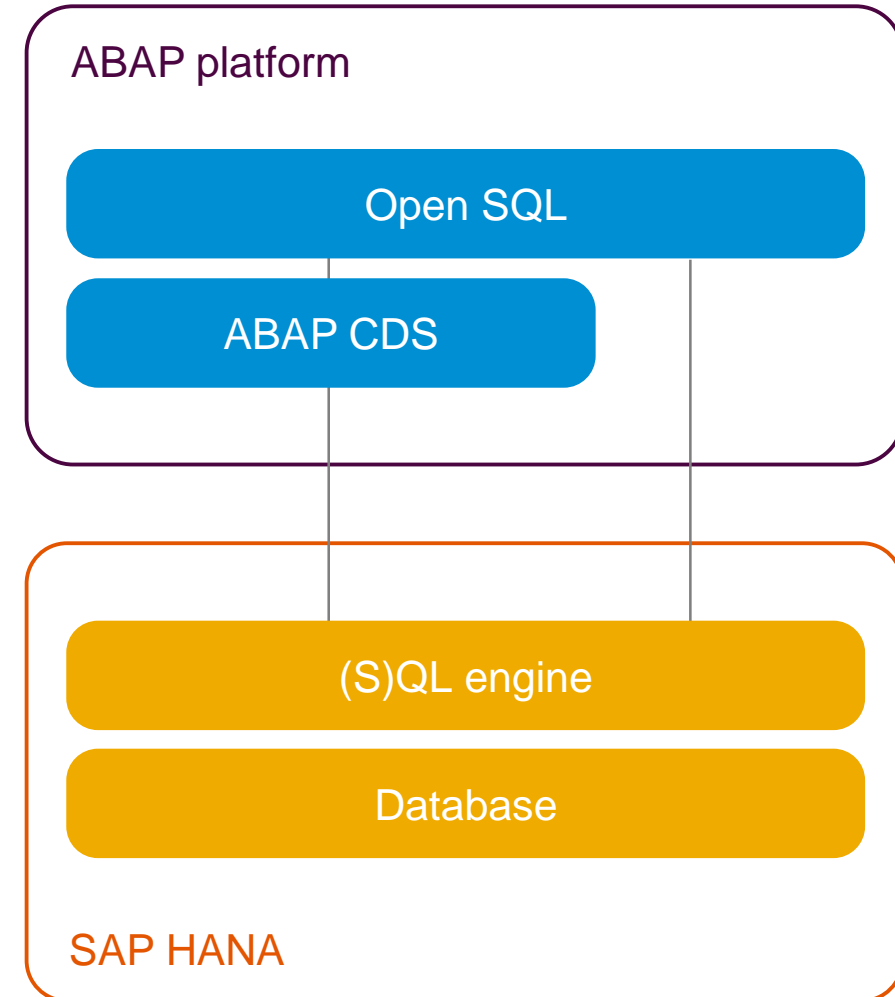 ABAP platform
Open SQL
ABAP CDS
(S)QL engine
Database
SAP HANA